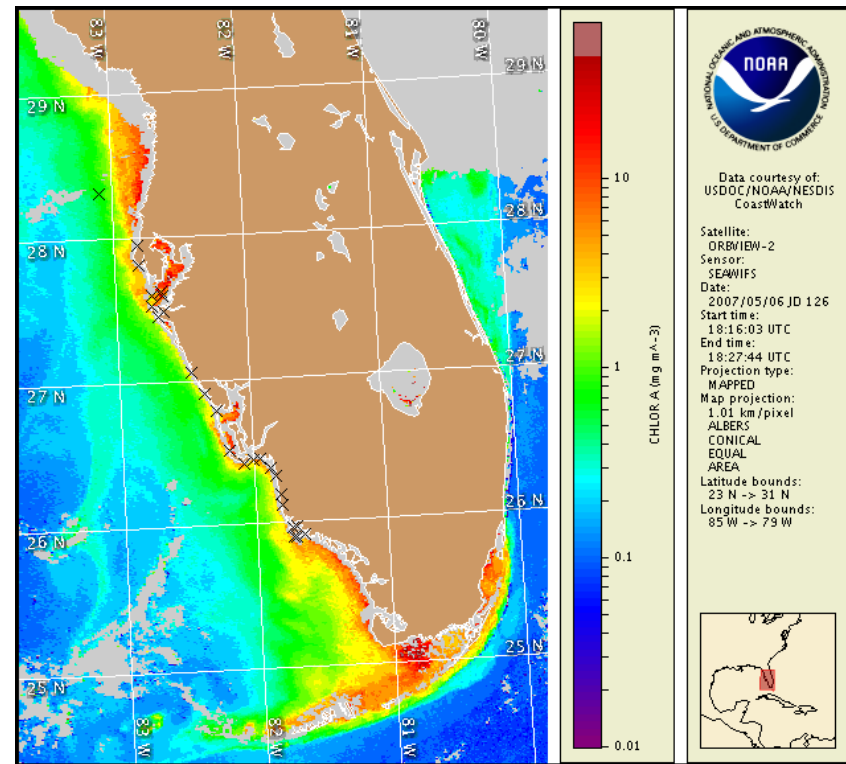 83 W
82 W
81 W
80 W
29 N
29 N
28 N
28 N
27 N
27 N
26 N
26 N
25 N
25 N
83 W
82 W
81 W
10
1
0.1
0.01
CHLOR A (mg m^-3)
NATIONAL OCEANIC AND ATMOSPHERIC ADMINISTRATION
NOAA
U.S. DEPARTMENT OF COMMERCE
Data courtesy of:
USDOC/NOAA/NESDIS
CoastWatch
Satellite:
ORBVIEW-2
Sensor:
SEAWIFS
Date:
2007/05/06 JD 126
Start time:
18:16:03 UTC
End time:
18:27:44 UTC
Projection type:
MAPPED
Map projection:
1.01 km/pixel
ALBERS
CONICAL
EQUAL
AREA
Latitude bounds:
23 N -> 31 N
Longitude bounds:
85 W -> 79 W